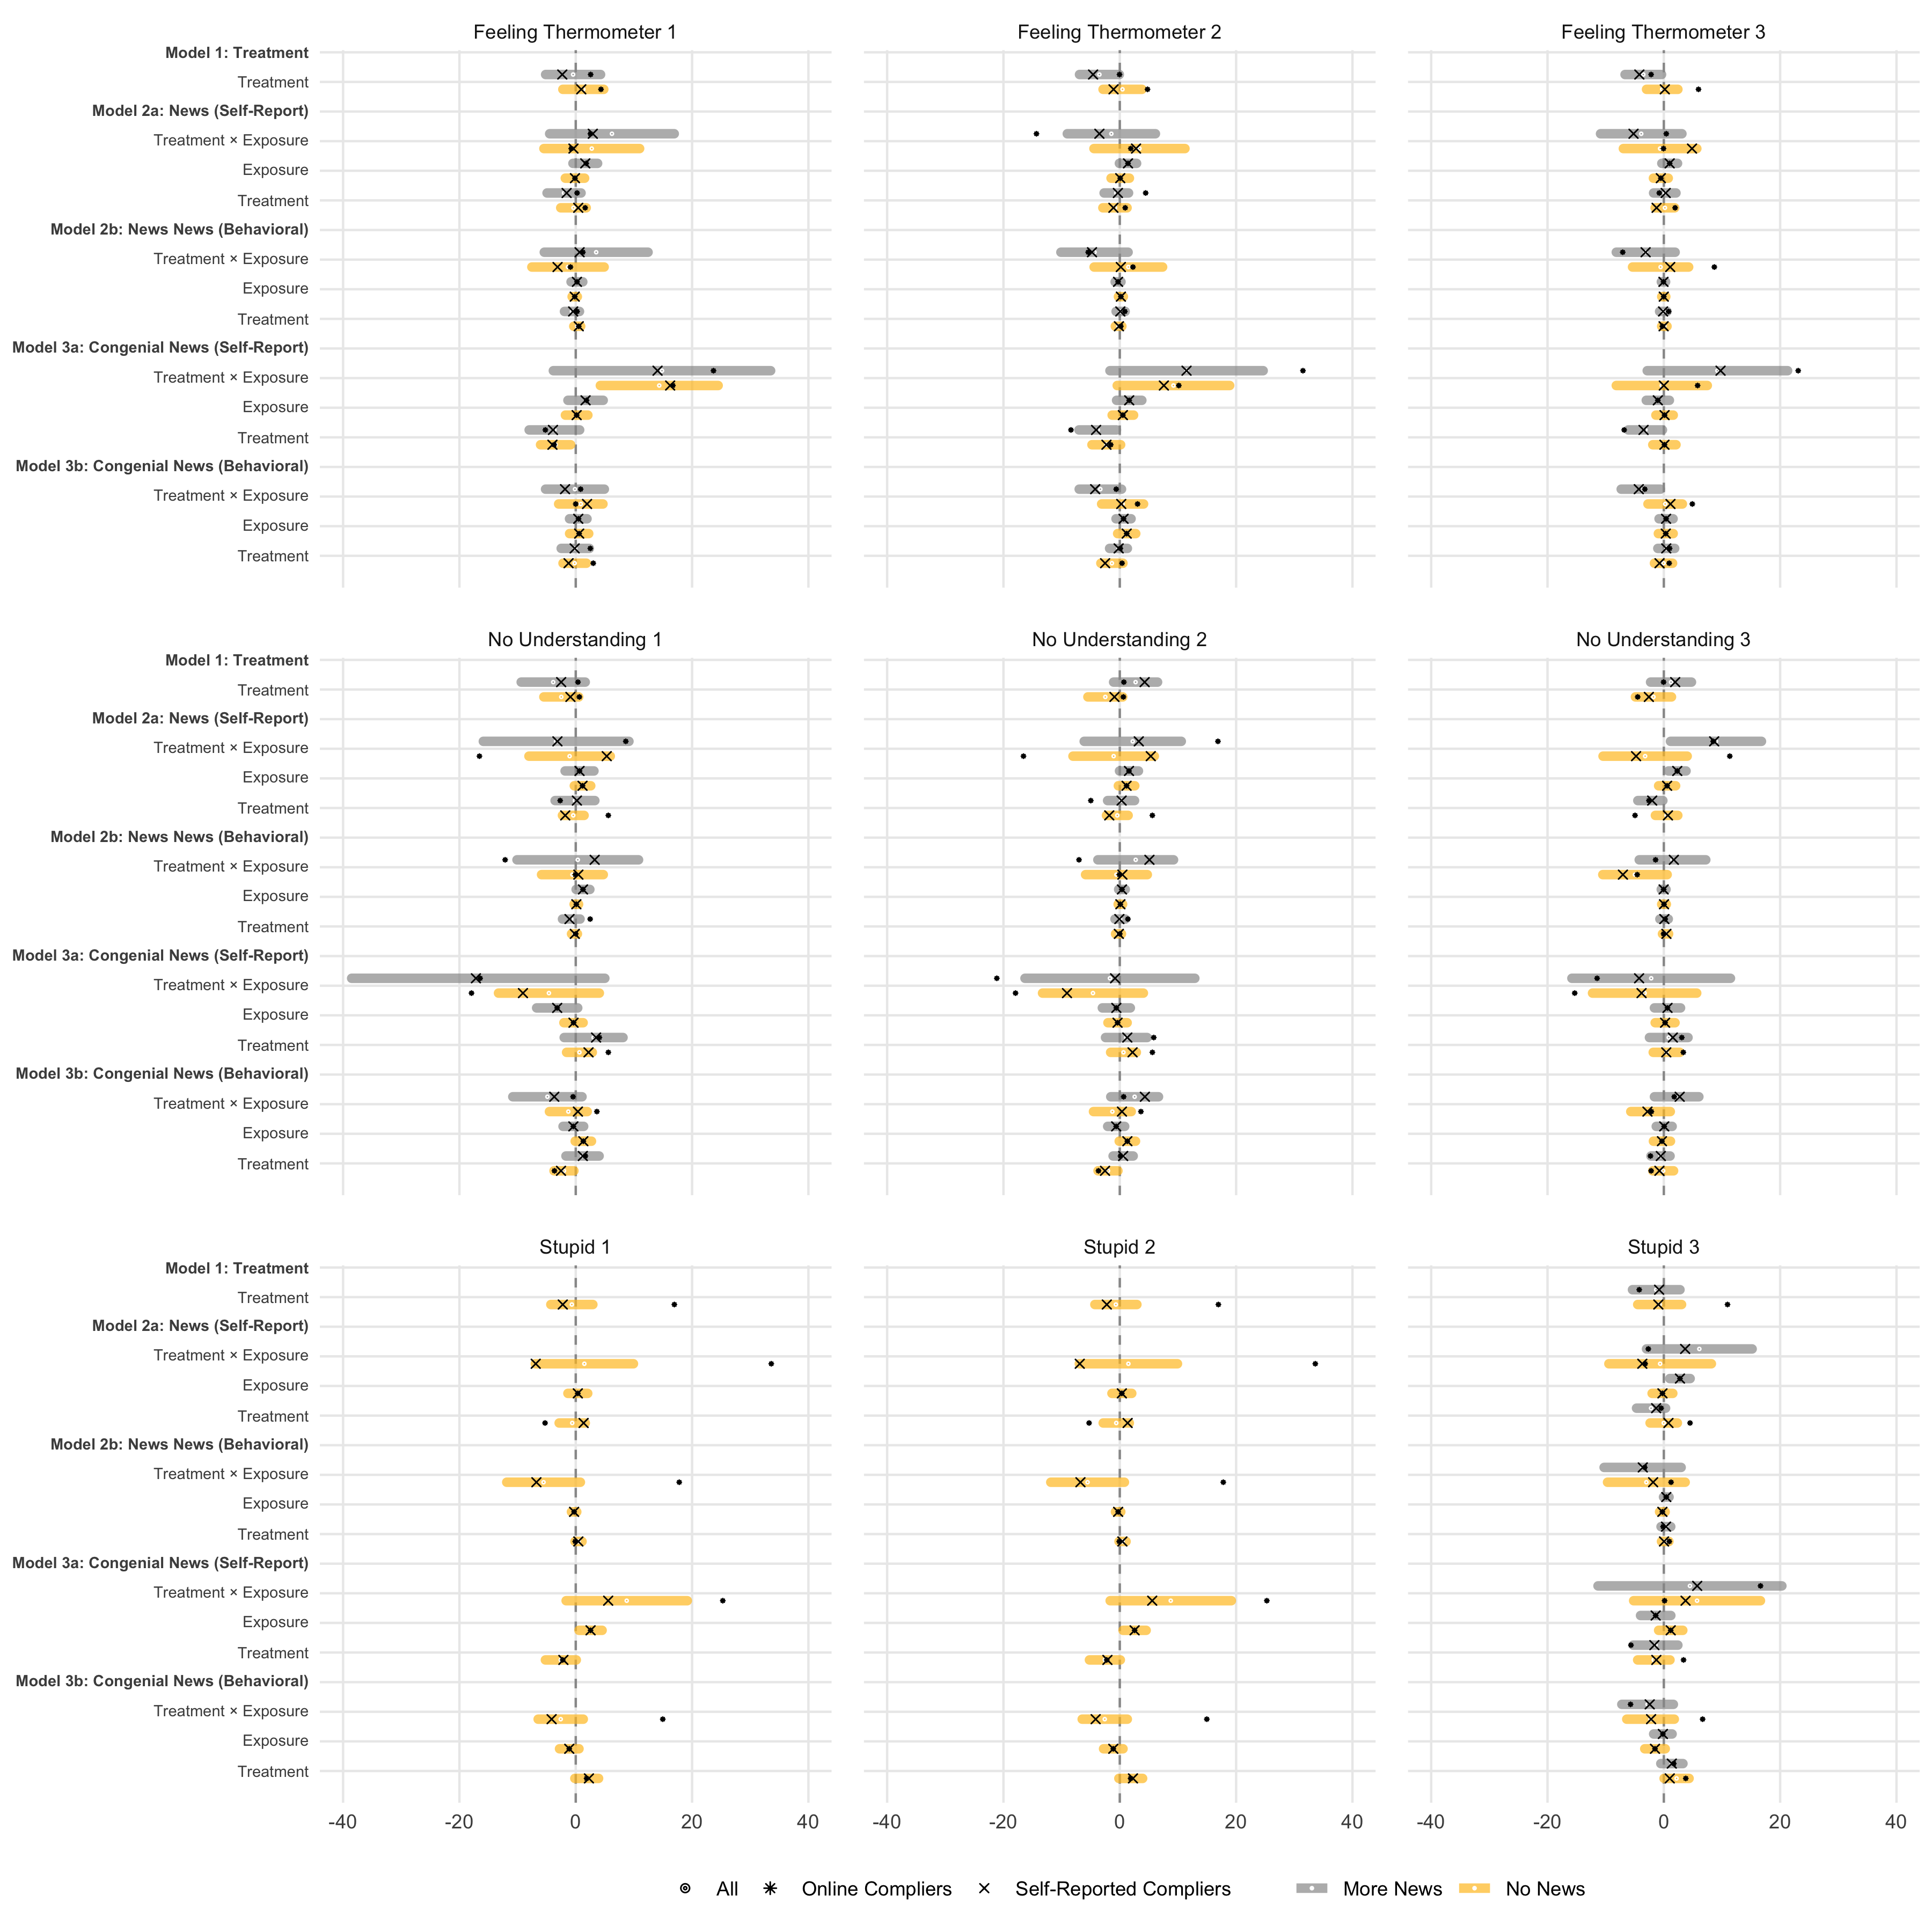 Feeling Thermometer 1 Feeling Thermometer 2 Feeling Thermometer 3
Model 1: Treatment
Treatment
Model 2a: News (Self-Report)
Treatment × Exposure
Exposure
Treatment
Model 2b: News News (Behavioral)
Treatment × Exposure
Exposure
Treatment
Model 3a: Congenial News (Self-Report)
Treatment × Exposure
Exposure
Treatment
Model 3b: Congenial News (Behavioral)
Treatment × Exposure
Exposure
Treatment
No Understanding 1 No Understanding 2 No Understanding 3
Model 1: Treatment
Treatment
Model 2a: News (Self-Report)
Treatment × Exposure
Exposure
Treatment
Model 2b: News News (Behavioral)
Treatment × Exposure
Exposure
Treatment
Model 3a: Congenial News (Self-Report)
Treatment × Exposure
Exposure
Treatment
Model 3b: Congenial News (Behavioral)
Treatment × Exposure
Exposure
Treatment
Stupid 1 Stupid 2 Stupid 3
Model 1: Treatment
Treatment
Model 2a: News (Self-Report)
Treatment × Exposure
Exposure
Treatment
Model 2b: News News (Behavioral)
Treatment × Exposure
Exposure
Treatment
Model 3a: Congenial News (Self-Report)
Treatment × Exposure
Exposure
Treatment
Model 3b: Congenial News (Behavioral)
Treatment × Exposure
Exposure
Treatment
-40 -20 0 20 40 -40 -20 0 20 40 -40 -20 0 20 40
All Online Compliers Self-Reported Compliers More News No News